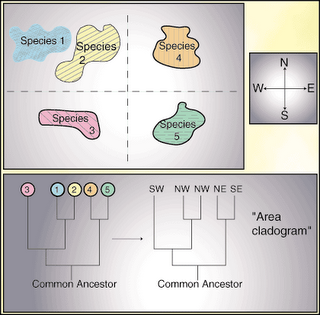 Species 1
Species
2
Species
4
Species
3
Species
5
N
W E
S
3 1 2 4 5
SW NW NW NE SE
"Area
cladogram"
Common Ancestor Common Ancestor